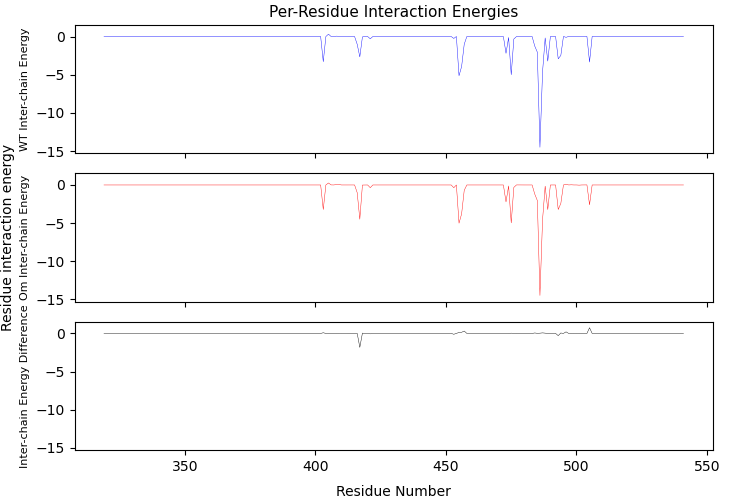 Per-Residue Interaction Energies
Residue interaction energy
WT Inter-chain Energy
0
−5
−10
−15
Om Inter-chain Energy
0
−5
−10
−15
Inter-chain Energy Difference
0
−5
−10
−15
350
400
450
500
550
Residue Number